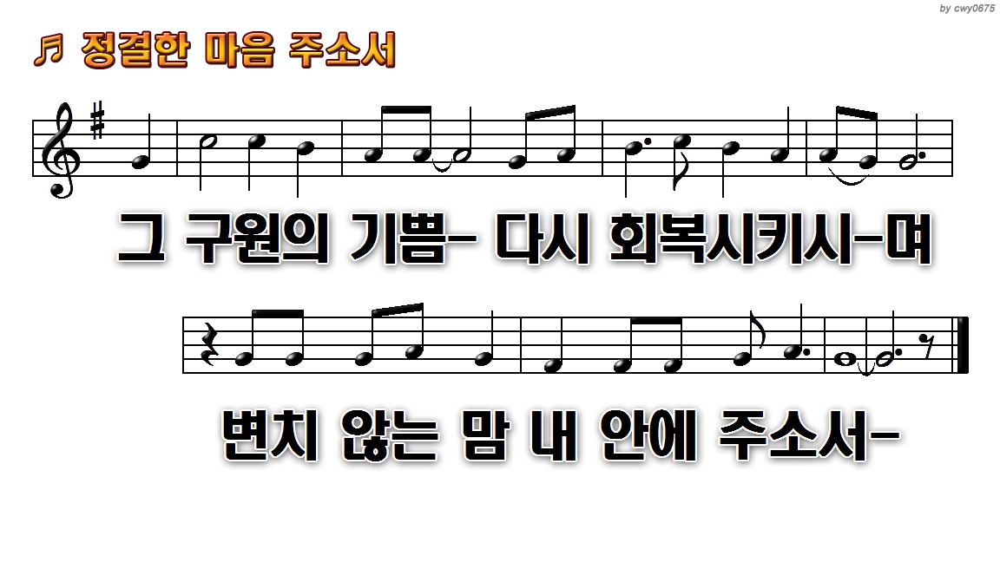 by cwy0675
♬ 정결한 마음 주소서
그 구원의 기쁨- 다시 회복시키시-며
변치 않는 맘 내 안에 주소서-